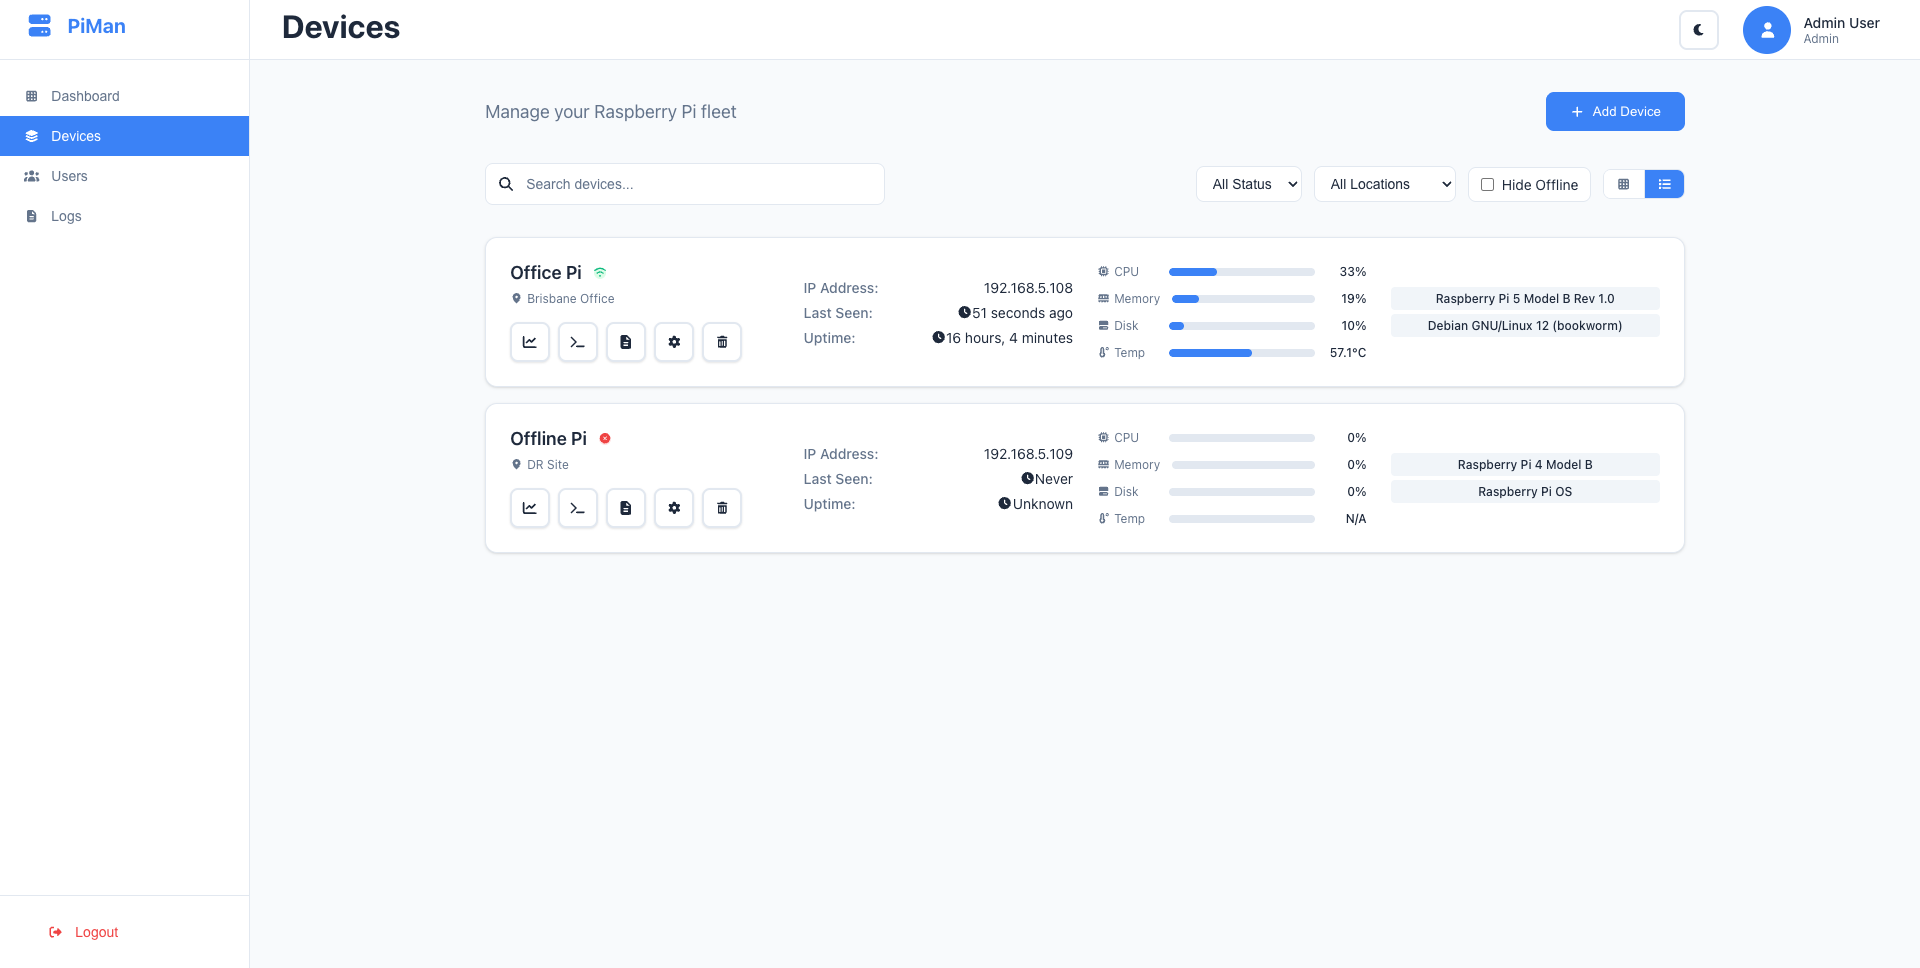 PiMan
Devices
Admin User
Admin
Dashboard
Devices
Users
Logs
Logout
Manage your Raspberry Pi fleet
Add Device
Search devices...
All Status
All Locations
Hide Offline
Office Pi
Brisbane Office
IP Address: 192.168.5.108
Last Seen: 51 seconds ago
Uptime: 16 hours, 4 minutes
CPU 33%
Memory 19%
Disk 10%
Temp 57.1°C
Raspberry Pi 5 Model B Rev 1.0
Debian GNU/Linux 12 (bookworm)
Offline Pi
DR Site
IP Address: 192.168.5.109
Last Seen: Never
Uptime: Unknown
CPU 0%
Memory 0%
Disk 0%
Temp N/A
Raspberry Pi 4 Model B
Raspberry Pi OS